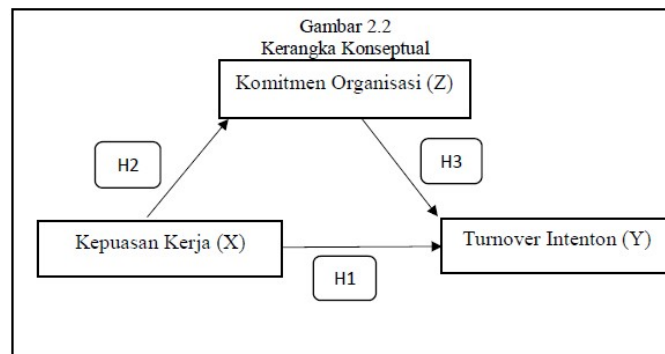 Gambar 2.2
Kerangka Konseptual
Komitmen Organisasi (Z)
H2
H3
Kepuasan Kerja (X)
Turnover Intenton (Y)
H1